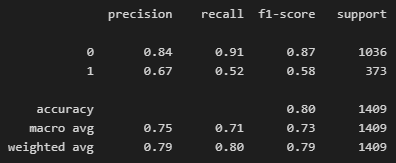 precision recall f1-score support
0 0.84 0.91 0.87 1036
1 0.67 0.52 0.58 373
accuracy 0.80 1409
macro avg 0.75 0.71 0.73 1409
weighted avg 0.79 0.80 0.79 1409